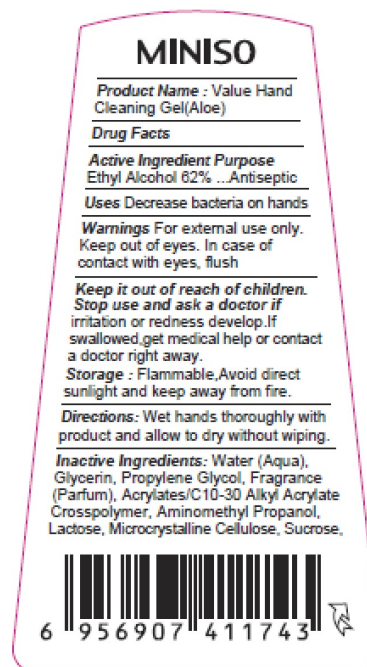 MINISO
Product Name : Value Hand
Cleaning Gel(Aloe)
Drug Facts
Active Ingredient Purpose
Ethyl Alcohol 62% ...Antiseptic
Uses Decrease bacteria on hands
Warnings For external use only.
Keep out of eyes. In case of
contact with eyes, flush
Keep it out of reach of children.
Stop use and ask a doctor if
irritation or redness develop.If
swallowed,get medical help or contact
a doctor right away.
Storage : Flammable,Avoid direct
sunlight and keep away from fire.
Directions: Wet hands thoroughly with
product and allow to dry without wiping.
Inactive Ingredients: Water (Aqua),
Glycerin, Propylene Glycol, Fragrance
(Parfum), Acrylates/C10-30 Alkyl Acrylate
Crosspolymer, Aminomethyl Propanol,
Lactose, Microcrystalline Cellulose, Sucrose,
6 956907 411743